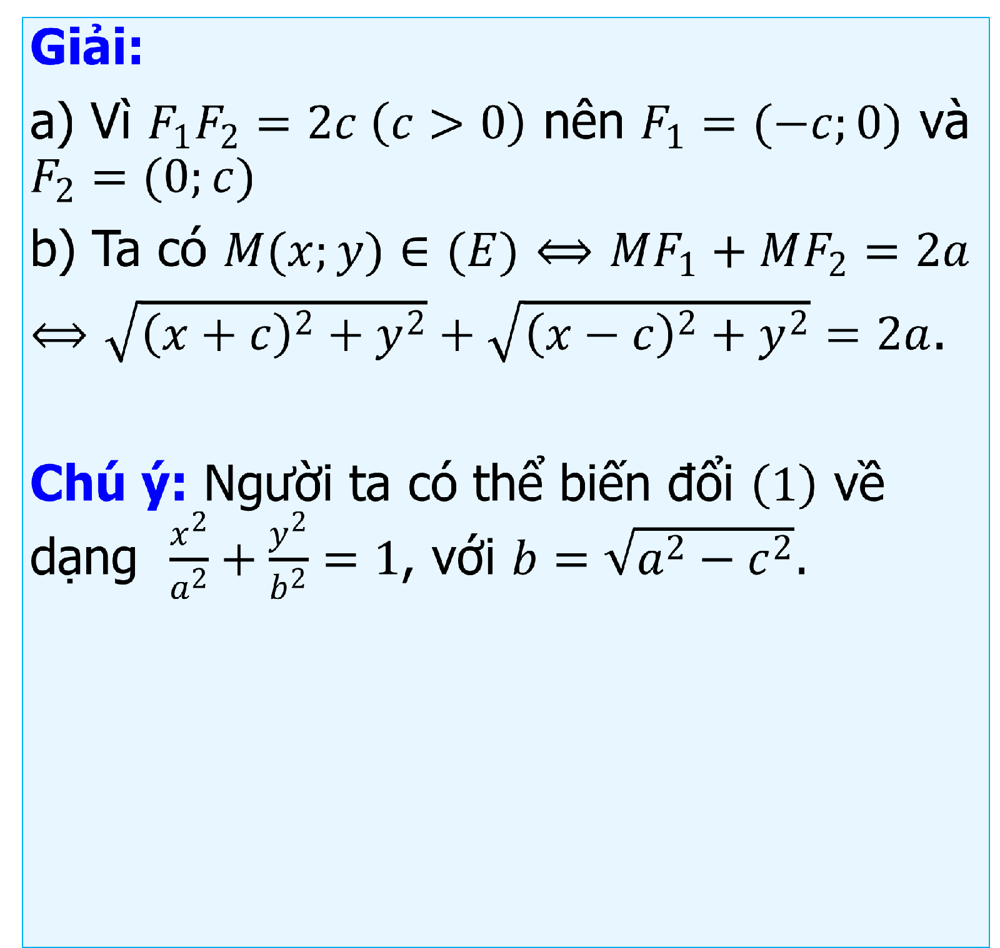 Giải:
a) Vì $F_1F_2 = 2c \ (c > 0)$ nên $F_1 = (-c; 0)$ và
$F_2 = (0; c)$
b) Ta có $M(x; y) \in (E) \Leftrightarrow MF_1 + MF_2 = 2a$
$\Leftrightarrow \sqrt{(x + c)^2 + y^2} + \sqrt{(x - c)^2 + y^2} = 2a.$
Chú ý: Người ta có thể biến đổi $(1)$ về
dạng $\frac{x^2}{a^2} + \frac{y^2}{b^2} = 1$, với $b = \sqrt{a^2 - c^2}$.